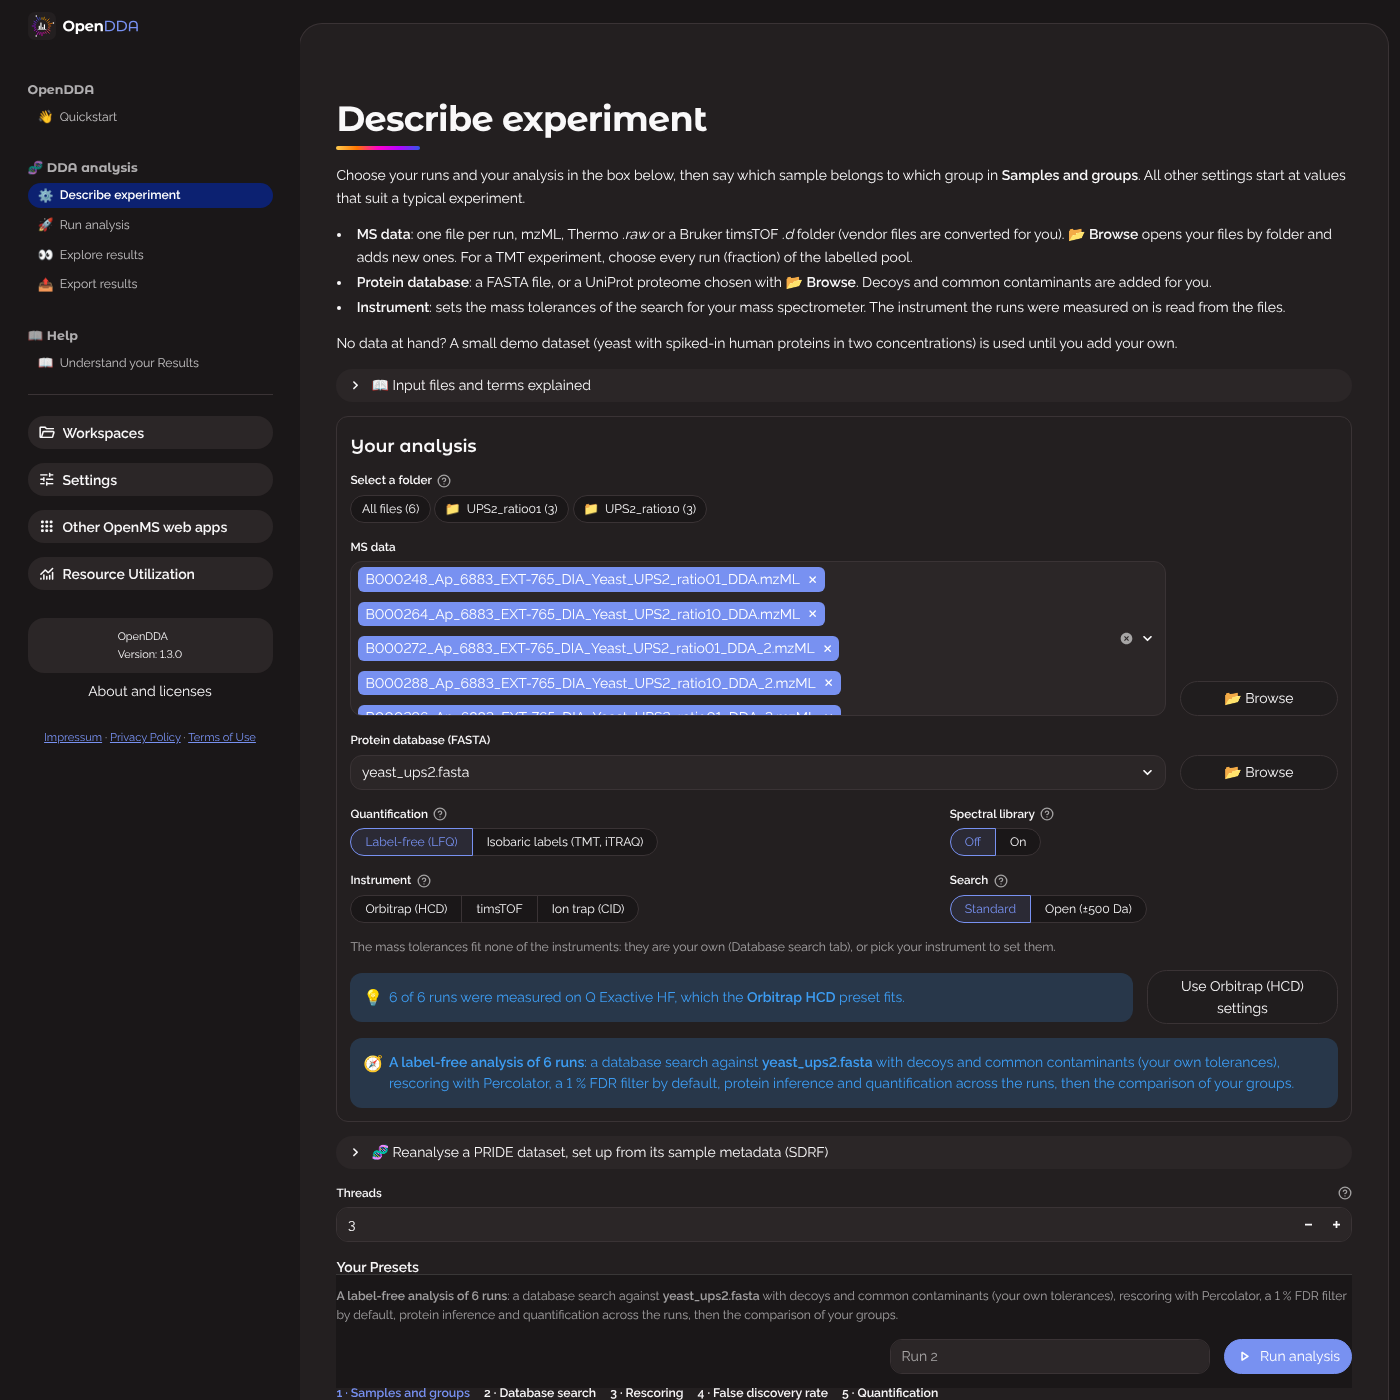 OpenDDA
OpenDDA
👋 Quickstart
🧬 DDA analysis
⚙️ Describe experiment
🚀 Run analysis
👀 Explore results
📤 Export results
📖 Help
📖 Understand your Results
Workspaces
Settings
Other OpenMS web apps
Resource Utilization
OpenDDA
Version: 1.3.0
About and licenses
Impressum · Privacy Policy · Terms of Use
Describe experiment
Choose your runs and your analysis in the box below, then say which sample belongs to which group in Samples and groups. All other settings start at values
that suit a typical experiment.
• MS data: one file per run, mzML, Thermo .raw or a Bruker timsTOF .d folder (vendor files are converted for you). 📂 Browse opens your files by folder and
adds new ones. For a TMT experiment, choose every run (fraction) of the labelled pool.
• Protein database: a FASTA file, or a UniProt proteome chosen with 📂 Browse. Decoys and common contaminants are added for you.
• Instrument: sets the mass tolerances of the search for your mass spectrometer. The instrument the runs were measured on is read from the files.
No data at hand? A small demo dataset (yeast with spiked-in human proteins in two concentrations) is used until you add your own.
📖 Input files and terms explained
Your analysis
Select a folder
All files (6) 📁 UPS2_ratio01 (3) 📁 UPS2_ratio10 (3)
MS data
B000248_Ap_6883_EXT-765_DIA_Yeast_UPS2_ratio01_DDA.mzML ×
B000264_Ap_6883_EXT-765_DIA_Yeast_UPS2_ratio10_DDA.mzML ×
B000272_Ap_6883_EXT-765_DIA_Yeast_UPS2_ratio01_DDA_2.mzML ×
B000288_Ap_6883_EXT-765_DIA_Yeast_UPS2_ratio10_DDA_2.mzML ×
📂 Browse
Protein database (FASTA)
yeast_ups2.fasta
📂 Browse
Quantification
Label-free (LFQ) Isobaric labels (TMT, iTRAQ)
Spectral library
Off On
Instrument
Orbitrap (HCD) timsTOF Ion trap (CID)
Search
Standard Open (±500 Da)
The mass tolerances fit none of the instruments: they are your own (Database search tab), or pick your instrument to set them.
💡 6 of 6 runs were measured on Q Exactive HF, which the Orbitrap HCD preset fits.
Use Orbitrap (HCD)
settings
🧭 A label-free analysis of 6 runs: a database search against yeast_ups2.fasta with decoys and common contaminants (your own tolerances),
rescoring with Percolator, a 1 % FDR filter by default, protein inference and quantification across the runs, then the comparison of your groups.
🧬 Reanalyse a PRIDE dataset, set up from its sample metadata (SDRF)
Threads
3
Your Presets
A label-free analysis of 6 runs: a database search against yeast_ups2.fasta with decoys and common contaminants (your own tolerances), rescoring with Percolator, a 1 % FDR filter
by default, protein inference and quantification across the runs, then the comparison of your groups.
Run 2
Run analysis
1 · Samples and groups 2 · Database search 3 · Rescoring 4 · False discovery rate 5 · Quantification